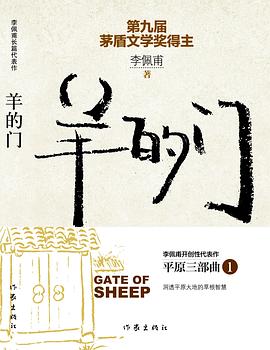 李佩甫长篇代表作
羊的门
第九届
茅盾文学奖得主
李佩甫
著
羊的门
李佩甫开创性代表作
平原三部曲 1
洞透平原大地的草根智慧
GATE OF
SHEEP
作家出版社
作家出版社